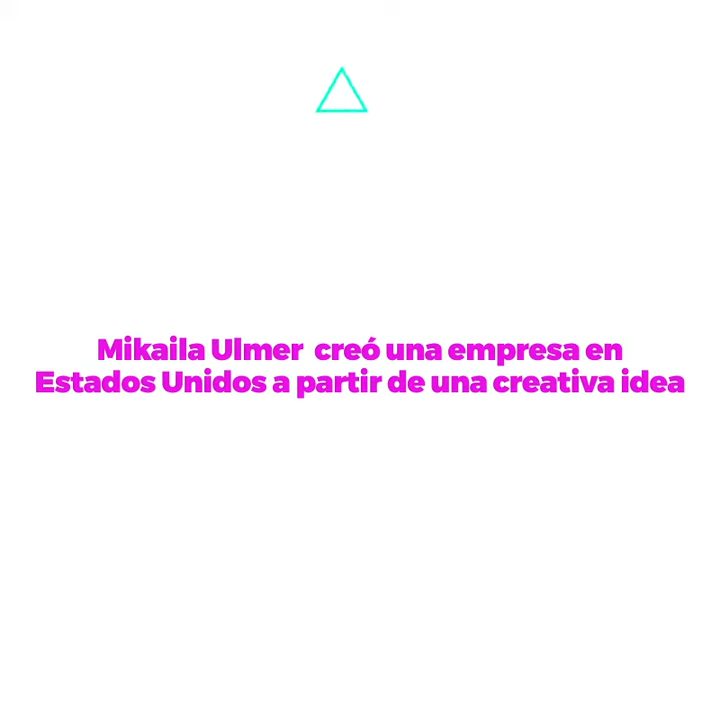 Mikaila Ulmer creó una empresa en
Estados Unidos a partir de una creativa idea